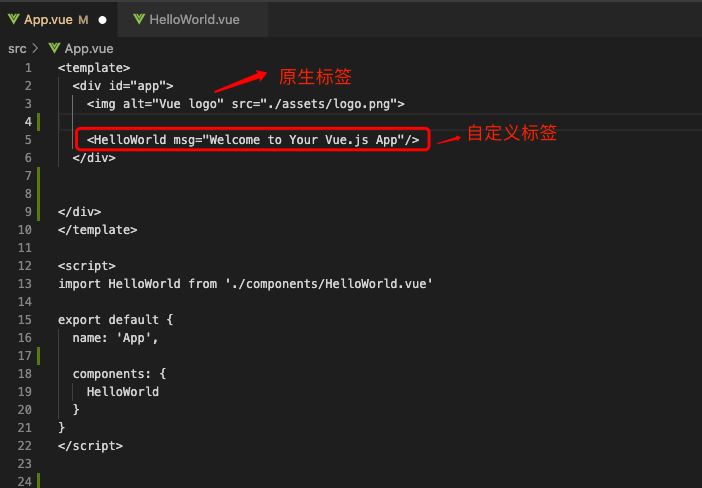 App.vue M
HelloWorld.vue
src > App.vue
1 <template>
2 <div id="app">
原生标签
3 <img alt="Vue logo" src="./assets/logo.png">
4
5 <HelloWorld msg="Welcome to Your Vue.js App"/>
自定义标签
6 </div>
7
8
9 </div>
10 </template>
11
12 <script>
13 import HelloWorld from './components/HelloWorld.vue'
14
15 export default {
16 name: 'App',
17
18 components: {
19 HelloWorld
20 }
21 }
22 </script>
23
24